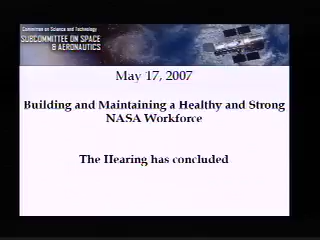 Committee on Science and Technology
SUBCOMMITTEE ON SPACE
& AERONAUTICS
May 17, 2007
Building and Maintaining a Healthy and Strong
NASA Workforce
The Hearing has concluded